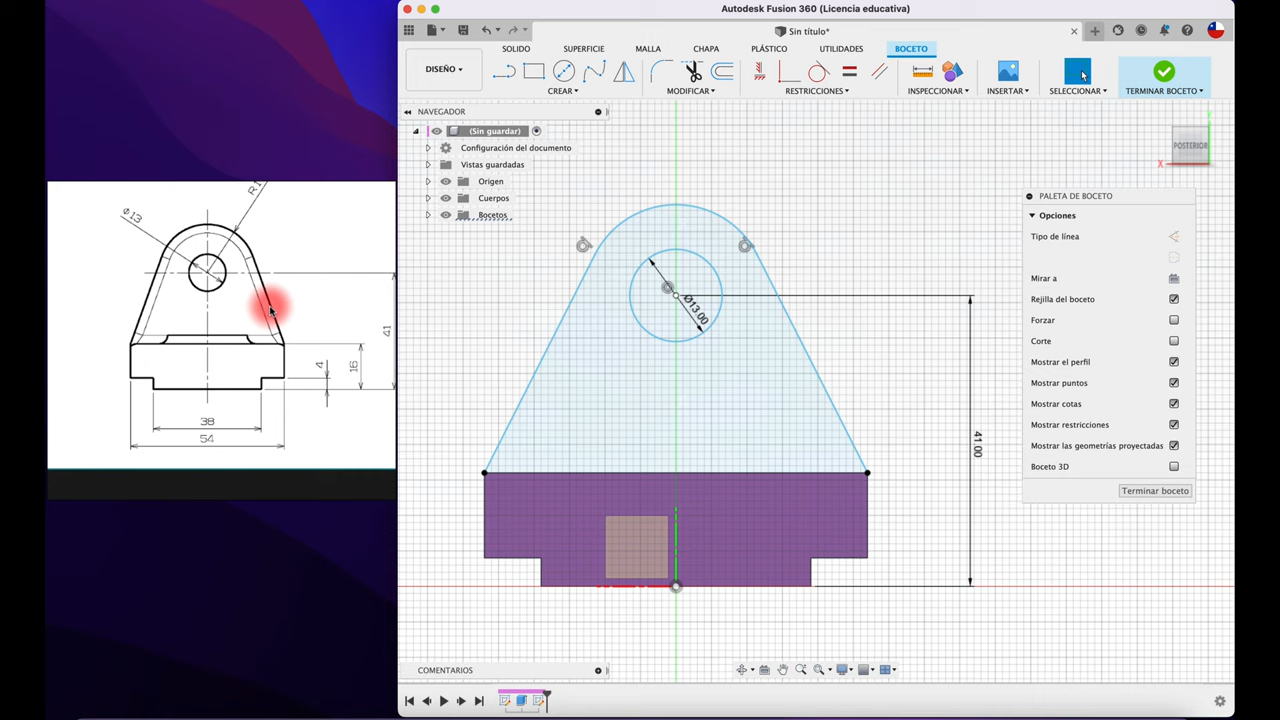 Autodesk Fusion 360 (Licencia educativa)
Sin título*
SOLIDO
SUPERFICIE
MALLA
CHAPA
PLÁSTICO
UTILIDADES
BOCETO
DISEÑO
CREAR
MODIFICAR
RESTRICCIONES
INSPECCIONAR
INSERTAR
SELECCIONAR
TERMINAR BOCETO
NAVEGADOR
(Sin guardar)
Configuración del documento
Vistas guardadas
Origen
Cuerpos
Bocetos
Y
POSTERIOR
X
PALETA DE BOCETO
Opciones
Tipo de línea
Mirar a
Rejilla del boceto
Forzar
Corte
Mostrar el perfil
Mostrar puntos
Mostrar cotas
Mostrar restricciones
Mostrar las geometrías proyectadas
Boceto 3D
Terminar boceto
Ø13.00
41.00
Φ13
41
4
16
38
54
COMENTARIOS